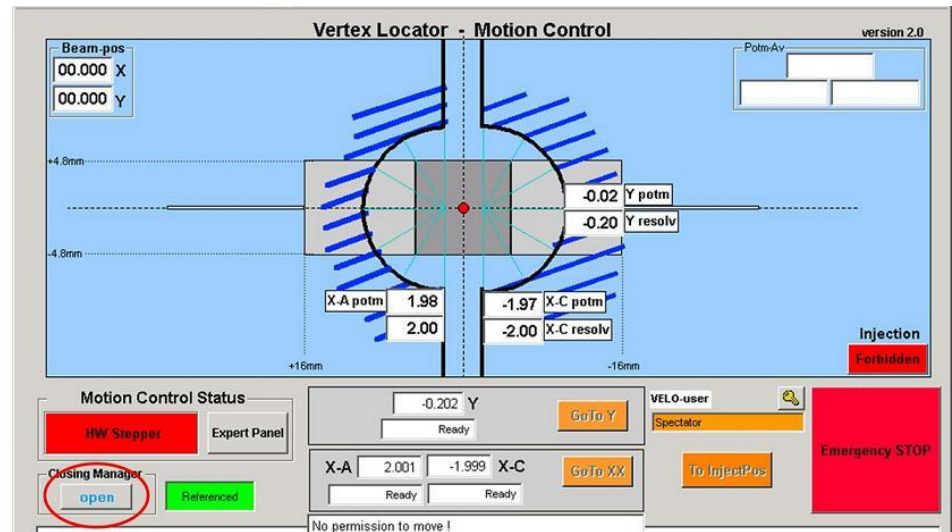 Vertex Locator - Motion Control
version 2.0
Beam-pos
00.000 X
00.000 Y
Potm-Av
+4.8mm
-4.8mm
-0.02 Y potm
-0.20 Y resolv
X-A potm 1.98
2.00
-1.97 X-C potm
-2.00 X-C resolv
+16mm
-16mm
Injection
Forbidden
Motion Control Status
HW Stepper
Expert Panel
Closing Manager
open
Referenced
-0.202 Y
Ready
GoTo Y
X-A 2.001 -1.999 X-C
Ready Ready
GoTo XX
No permission to move !
VELO-user
Spectator
To InjectPos
Emergency STOP